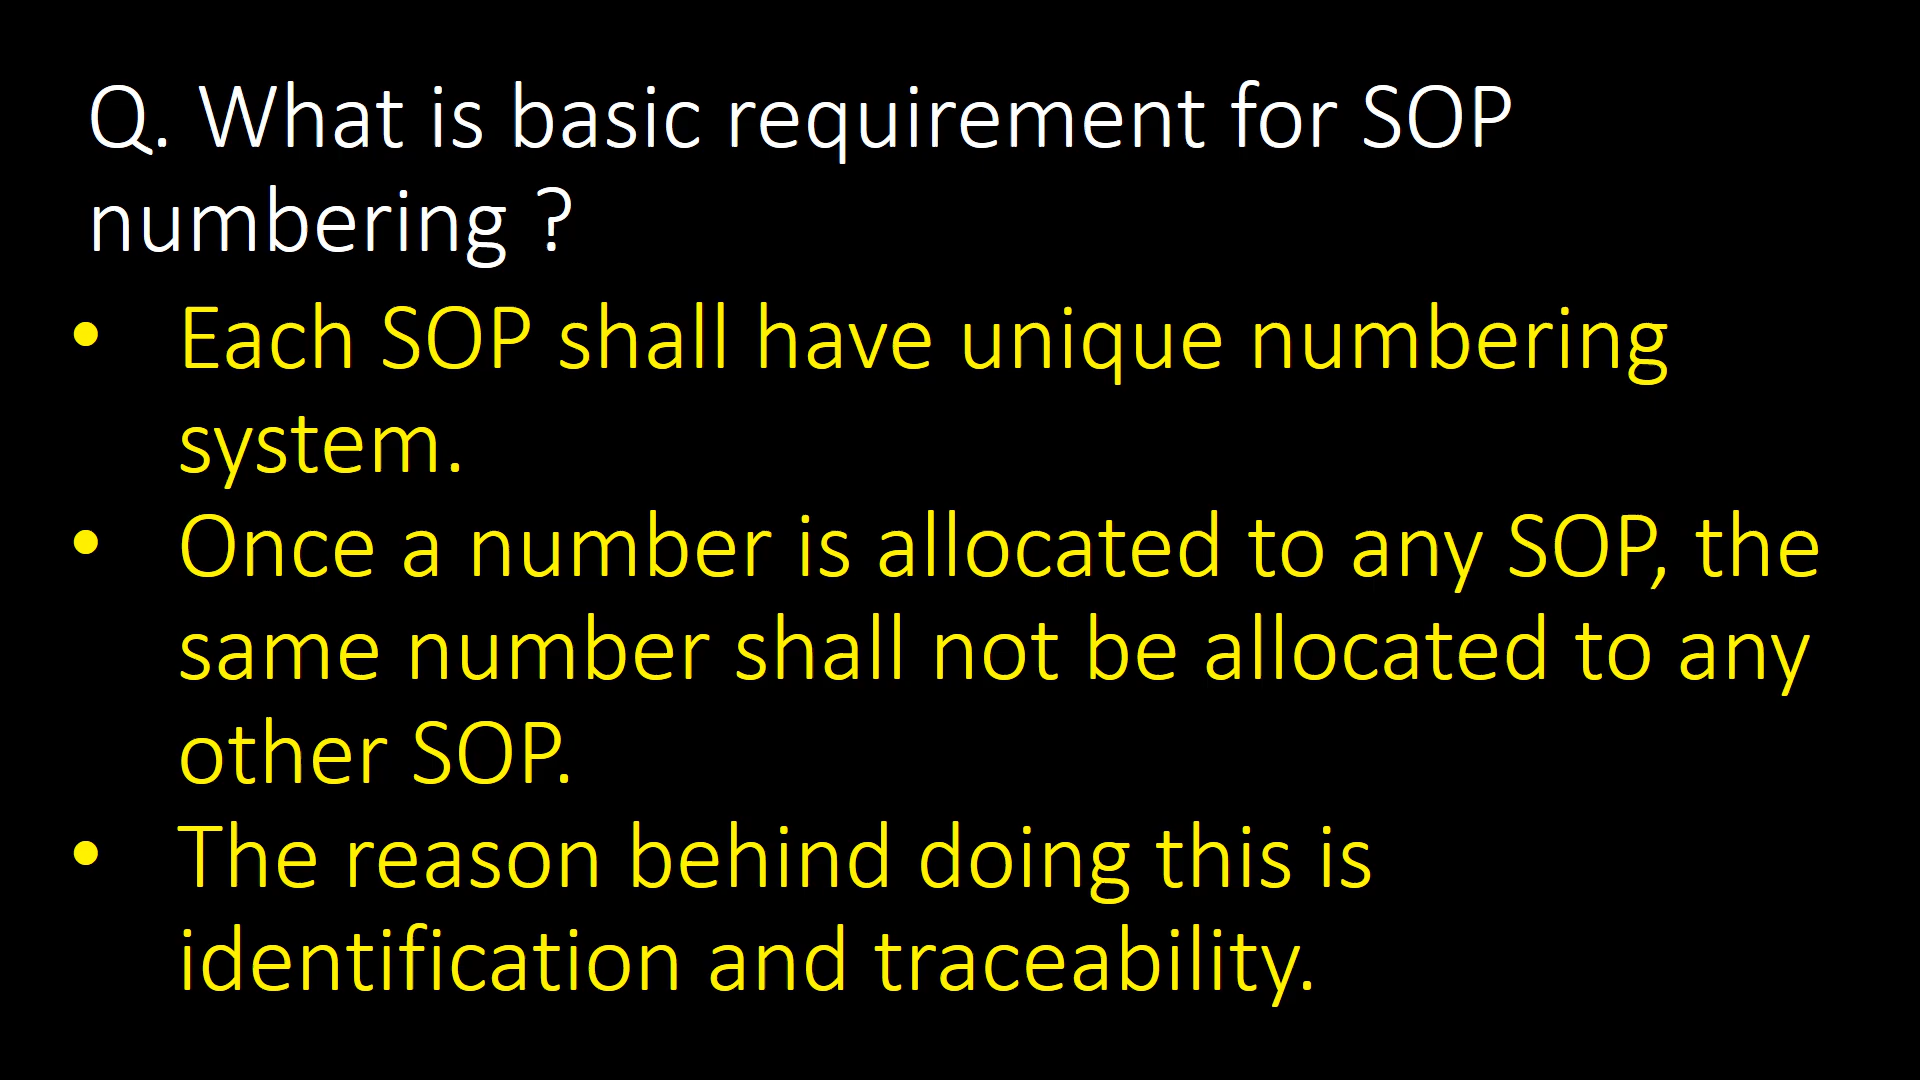 Q. What is basic requirement for SOP
numbering ?
• Each SOP shall have unique numbering
system.
• Once a number is allocated to any SOP, the
same number shall not be allocated to any
other SOP.
• The reason behind doing this is
identification and traceability.